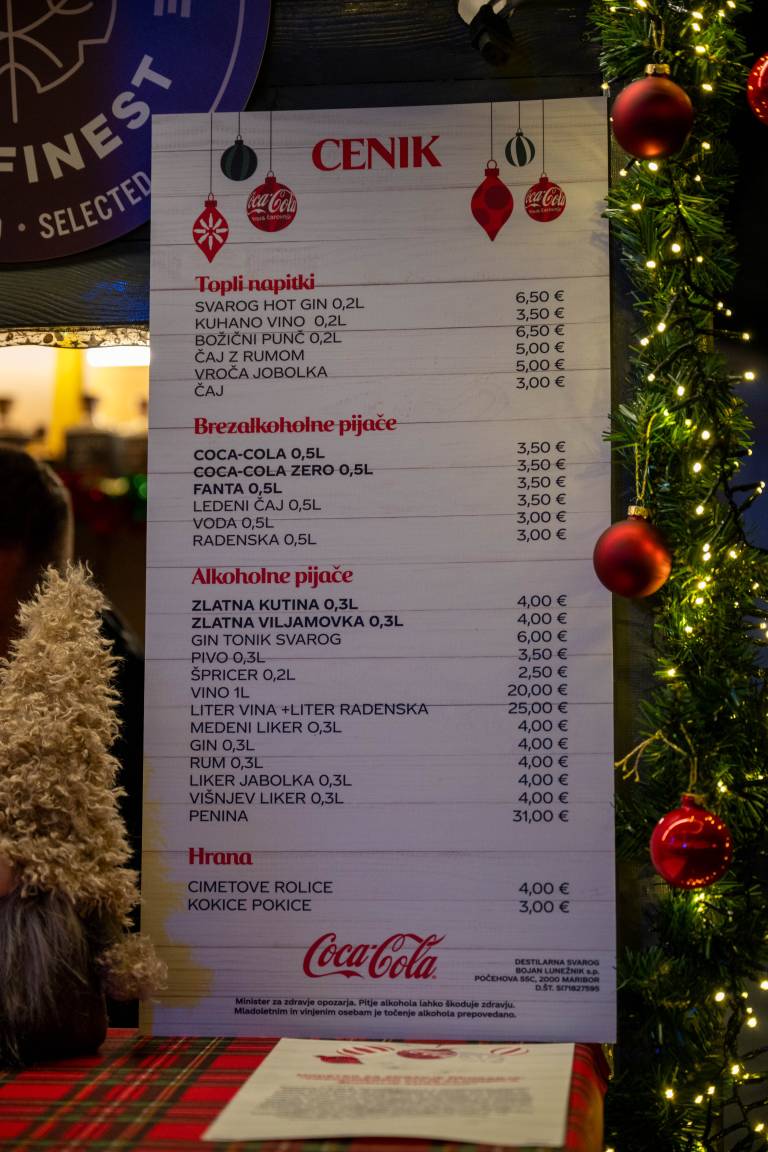 FINEST
· SELECTED
CENIK
Coca-Cola
Coca-Cola
Topli napitki
SVAROG HOT GIN 0,2L 6,50 €
KUHANO VINO 0,2L 3,50 €
BOŽIČNI PUNČ 0,2L 6,50 €
ČAJ Z RUMOM 5,00 €
VROČA JOBOLKA 5,00 €
ČAJ 3,00 €
Brezalkoholne pijače
COCA-COLA 0,5L 3,50 €
COCA-COLA ZERO 0,5L 3,50 €
FANTA 0,5L 3,50 €
LEDENI ČAJ 0,5L 3,50 €
VODA 0,5L 3,00 €
RADENSKA 0,5L 3,00 €
Alkoholne pijače
ZLATNA KUTINA 0,3L 4,00 €
ZLATNA VILJAMOVKA 0,3L 4,00 €
GIN TONIK SVAROG 6,00 €
PIVO 0,3L 3,50 €
ŠPRICER 0,2L 2,50 €
VINO 1L 20,00 €
LITER VINA +LITER RADENSKA 25,00 €
MEDENI LIKER 0,3L 4,00 €
GIN 0,3L 4,00 €
RUM 0,3L 4,00 €
LIKER JABOLKA 0,3L 4,00 €
VIŠNJEV LIKER 0,3L 4,00 €
PENINA 31,00 €
Hrana
CIMETOVE ROLICE 4,00 €
KOKICE POKICE 3,00 €
Coca-Cola
DESTILARNA SVAROG
BOJAN LUNEŽNIK s.p.
POČEHOVA 55C, 2000 MARIBOR
D.ŠT. SI71827595
Minister za zdravje opozarja. Pitje alkohola lahko škoduje zdravju.
Mladoletnim in vinjenim osebam je točenje alkohola prepovedano.